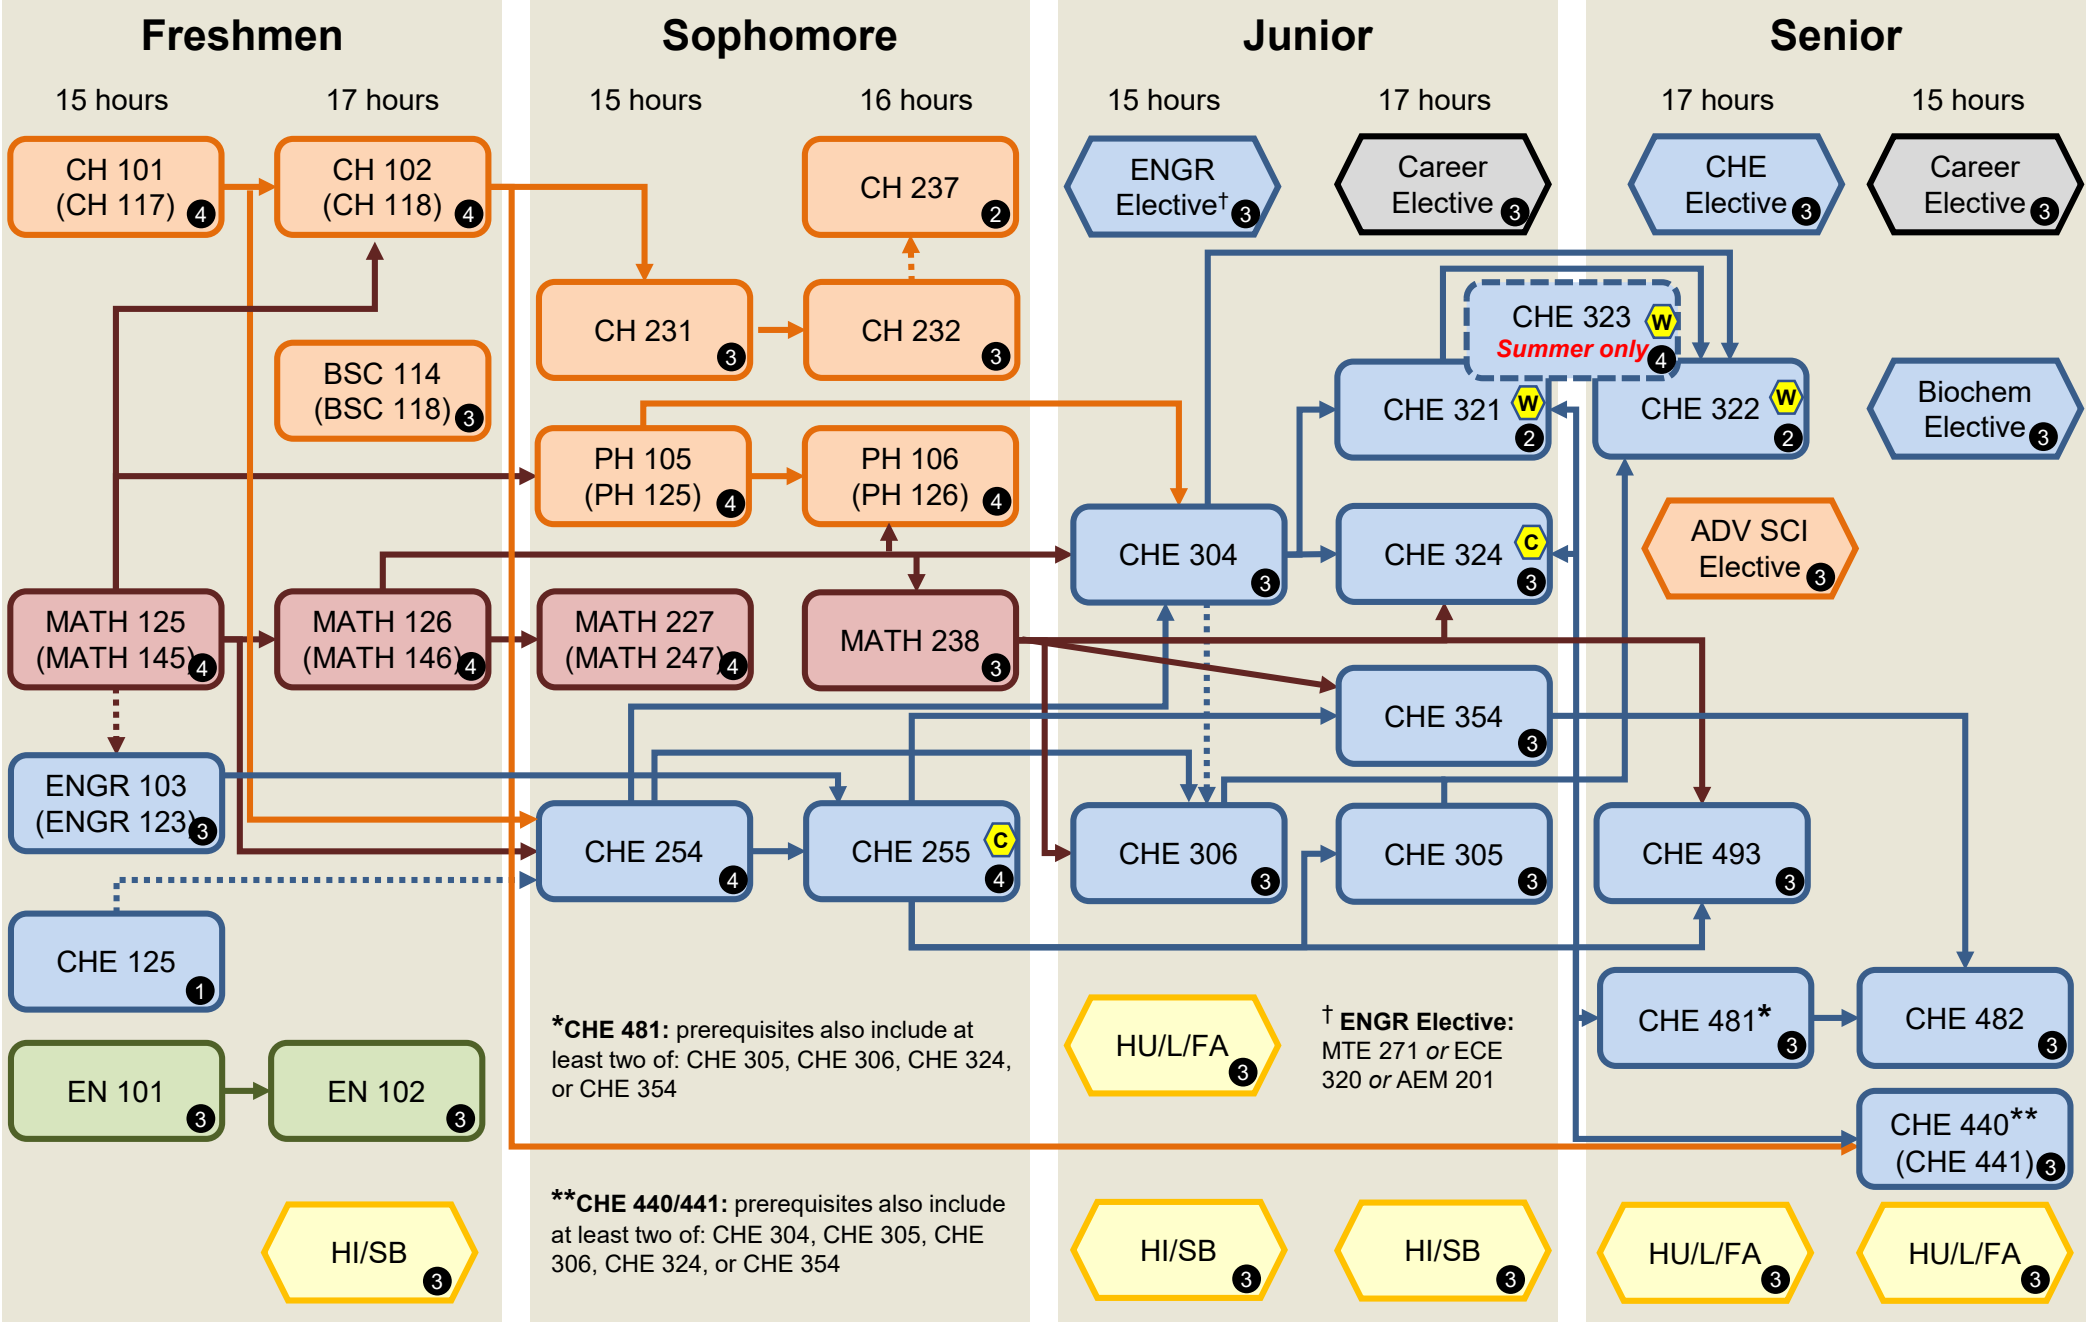 Freshmen
15 hours
17 hours
CH 101
(CH 117)
4
CH 102
(CH 118)
4
BSC 114
(BSC 118)
3
MATH 125
(MATH 145)
4
MATH 126
(MATH 146)
4
ENGR 103
(ENGR 123)
3
CHE 125
1
EN 101
3
EN 102
3
HI/SB
3
Sophomore
15 hours
16 hours
CH 237
2
CH 231
3
CH 232
3
PH 105
(PH 125)
4
PH 106
(PH 126)
4
MATH 227
(MATH 247)
4
MATH 238
3
CHE 254
4
CHE 255
C
4
*CHE 481: prerequisites also include at
least two of: CHE 305, CHE 306, CHE 324,
or CHE 354
**CHE 440/441: prerequisites also include
at least two of: CHE 304, CHE 305, CHE
306, CHE 324, or CHE 354
Junior
15 hours
17 hours
ENGR
Elective†
3
Career
Elective
3
CHE 323
W
Summer only
4
CHE 321
W
2
CHE 304
3
CHE 324
C
3
CHE 354
3
CHE 306
3
CHE 305
3
HU/L/FA
3
† ENGR Elective:
MTE 271 or ECE
320 or AEM 201
HI/SB
3
HI/SB
3
Senior
17 hours
15 hours
CHE
Elective
3
Career
Elective
3
CHE 322
W
2
Biochem
Elective
3
ADV SCI
Elective
3
CHE 493
3
CHE 481*
3
CHE 482
3
CHE 440**
(CHE 441)
3
HU/L/FA
3
HU/L/FA
3